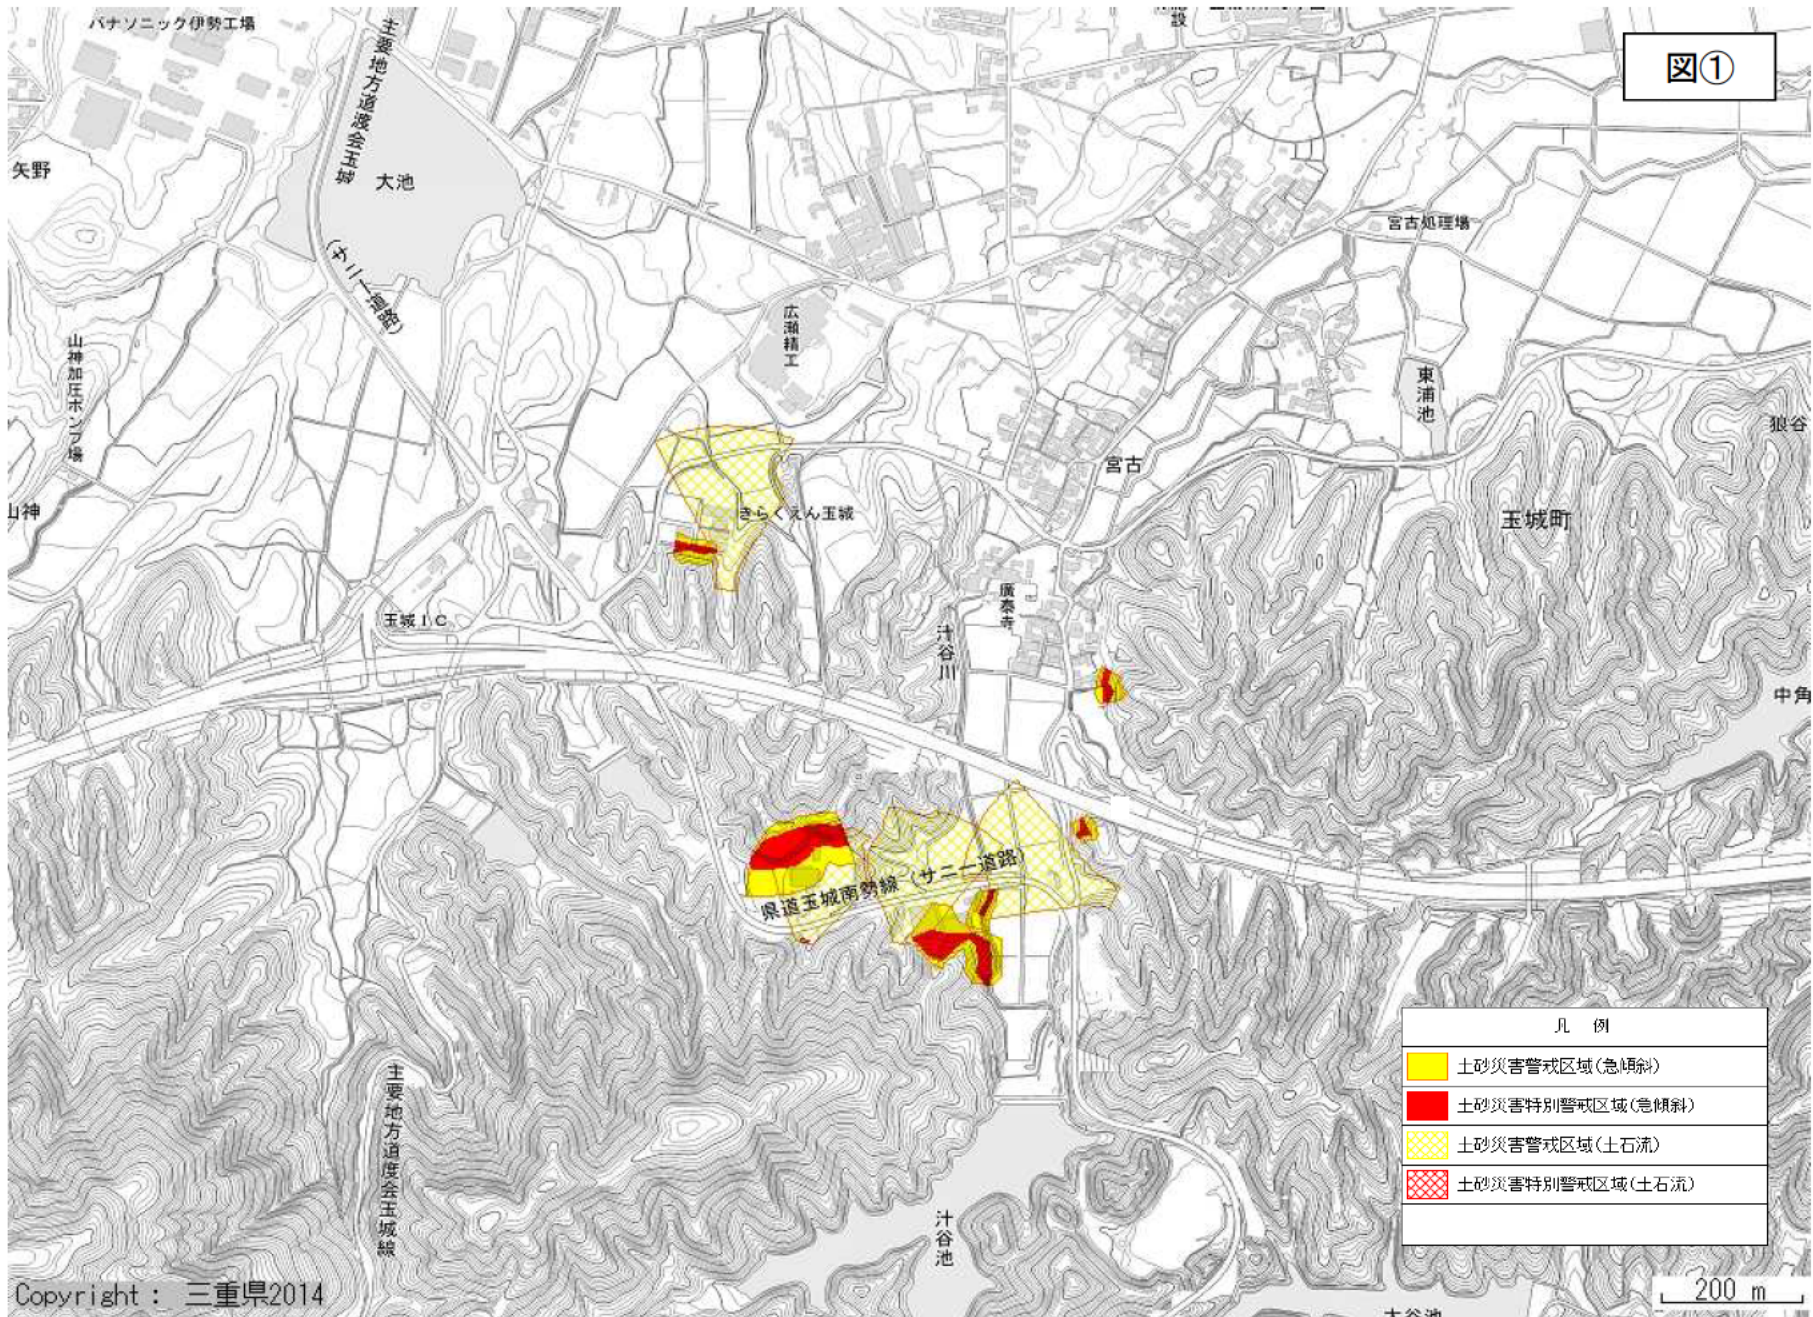 パナソニック伊勢工場
主要地方道渡会玉城
図①
矢野
大池
宮古処理場
(サニー道路)
広瀬精工
山神加圧ポンプ場
東浦池
狼谷
宮古
山神
きらくえん玉城
玉城町
廣泰寺
玉城IC
汁谷川
中角
県道玉城南勢線(サニー道路)
凡 例
土砂災害警戒区域(急傾斜)
土砂災害特別警戒区域(急傾斜)
土砂災害警戒区域(土石流)
土砂災害特別警戒区域(土石流)
主要地方道度会玉城線
汁谷池
Copyright : 三重県2014
200 m